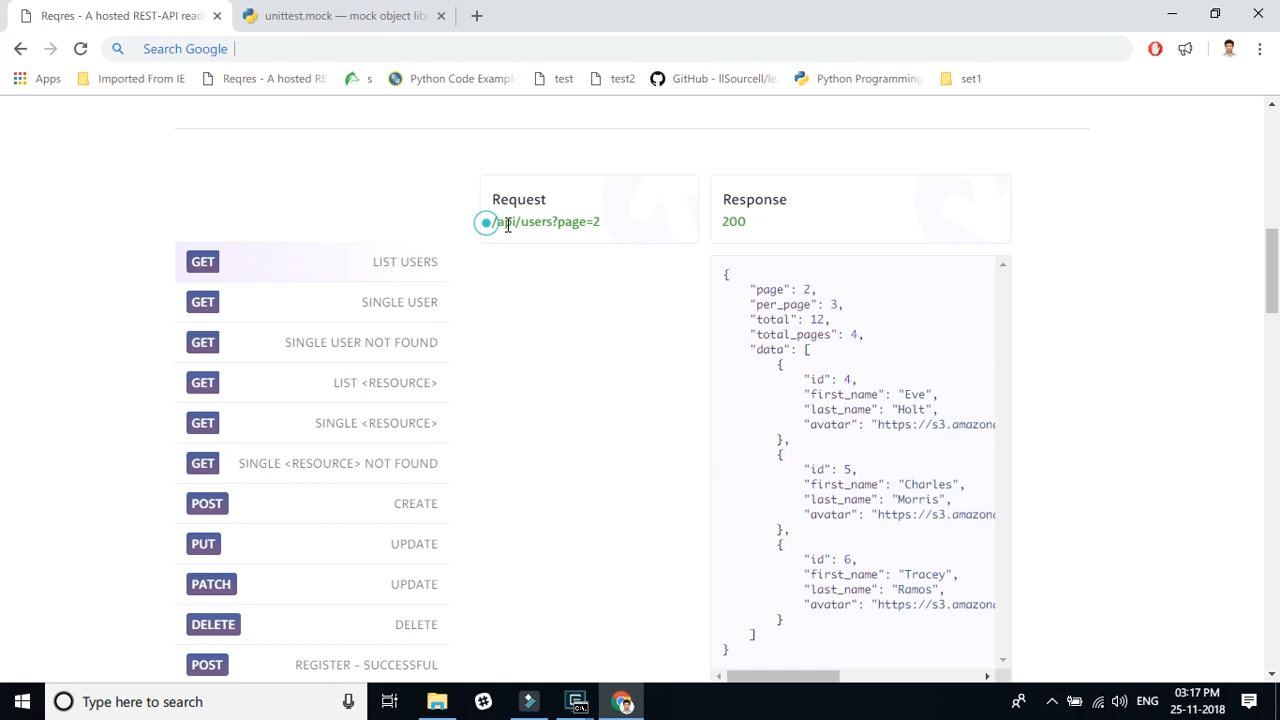 Reqres - A hosted REST-API read
unittest.mock — mock object libr
Search Google
Apps
Imported From IE
Reqres - A hosted RE
s
Python Code Exampl
test
test2
GitHub - llSourcell/le
Python Programming
set1
Request
/api/users?page=2
Response
200
GET LIST USERS
GET SINGLE USER
GET SINGLE USER NOT FOUND
GET LIST <RESOURCE>
GET SINGLE <RESOURCE>
GET SINGLE <RESOURCE> NOT FOUND
POST CREATE
PUT UPDATE
PATCH UPDATE
DELETE DELETE
POST REGISTER - SUCCESSFUL
{
"page": 2,
"per_page": 3,
"total": 12,
"total_pages": 4,
"data": [
{
"id": 4,
"first_name": "Eve",
"last_name": "Holt",
"avatar": "https://s3.amazona
},
{
"id": 5,
"first_name": "Charles",
"last_name": "Morris",
"avatar": "https://s3.amazona
},
{
"id": 6,
"first_name": "Tracey",
"last_name": "Ramos",
"avatar": "https://s3.amazona
}
]
}
Type here to search
ENG
03:17 PM
25-11-2018